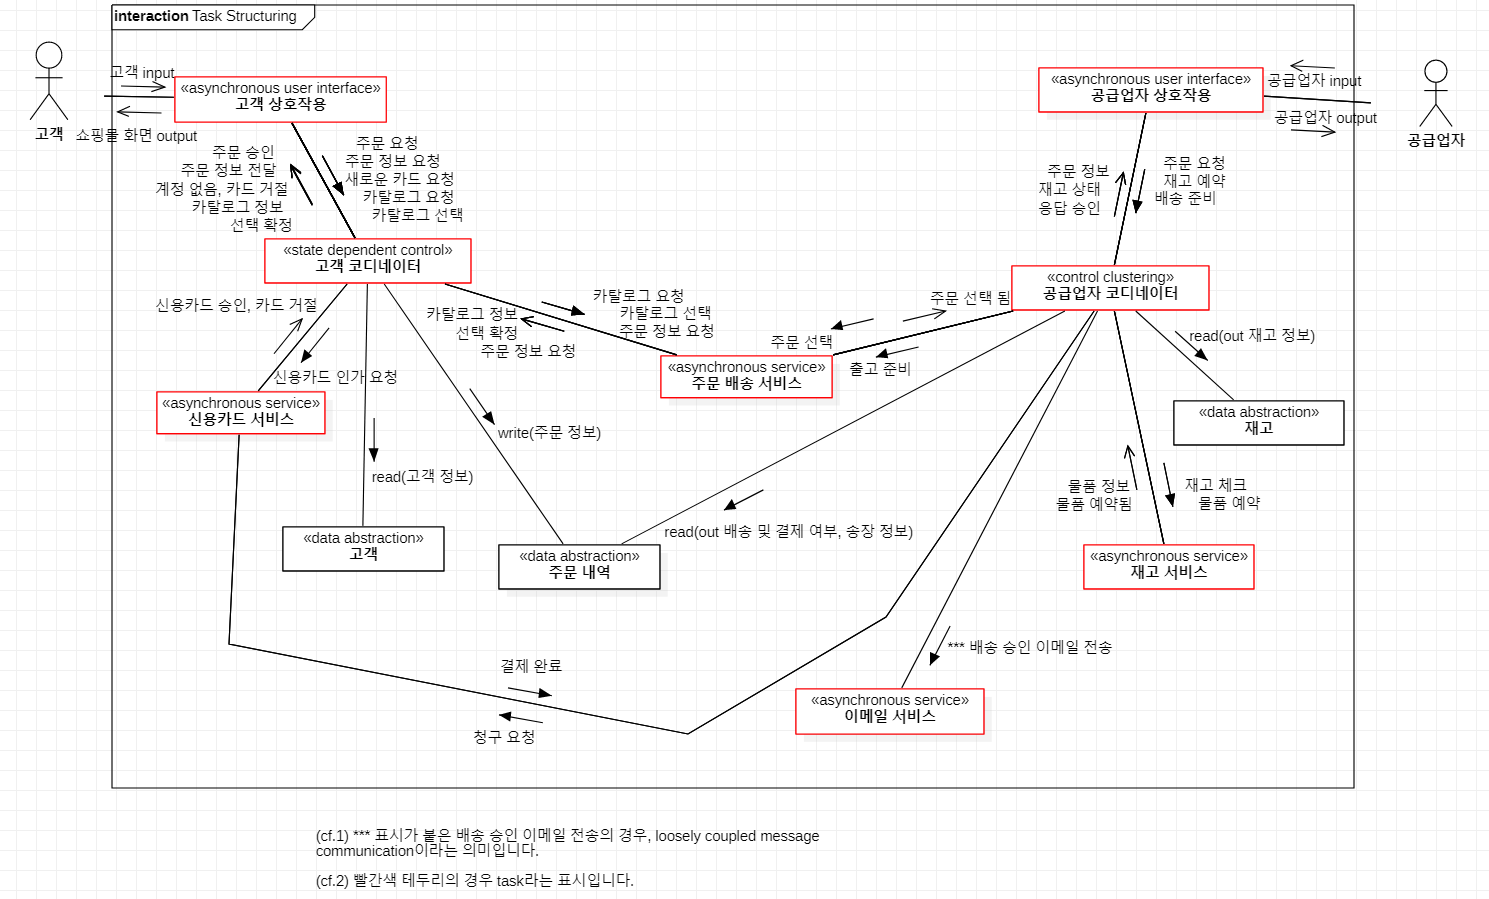 interaction Task Structuring
고객 input
고객
쇼핑몰 화면 output
«asynchronous user interface»
고객 상호작용
«asynchronous user interface»
공급업자 상호작용
공급업자 input
공급업자 output
공급업자
주문 승인
주문 정보 전달
계정 없음, 카드 거절
카탈로그 정보
선택 확정
주문 요청
주문 정보 요청
새로운 카드 요청
카탈로그 요청
카탈로그 선택
주문 정보
재고 상태
응답 승인
주문 요청
재고 예약
배송 준비
«state dependent control»
고객 코디네이터
«control clustering»
공급업자 코디네이터
신용카드 승인, 카드 거절
신용카드 인가 요청
카탈로그 정보
선택 확정
주문 정보 요청
카탈로그 요청
카탈로그 선택
주문 정보 요청
주문 선택 됨
주문 선택
출고 준비
read(out 재고 정보)
«asynchronous service»
주문 배송 서비스
«asynchronous service»
신용카드 서비스
«data abstraction»
재고
write(주문 정보)
read(고객 정보)
물품 정보
물품 예약됨
재고 체크
물품 예약
read(out 배송 및 결제 여부, 송장 정보)
«data abstraction»
고객
«data abstraction»
주문 내역
«asynchronous service»
재고 서비스
*** 배송 승인 이메일 전송
결제 완료
청구 요청
«asynchronous service»
이메일 서비스
(cf.1) *** 표시가 붙은 배송 승인 이메일 전송의 경우, loosely coupled message
communication이라는 의미입니다.
(cf.2) 빨간색 테두리의 경우 task라는 표시입니다.